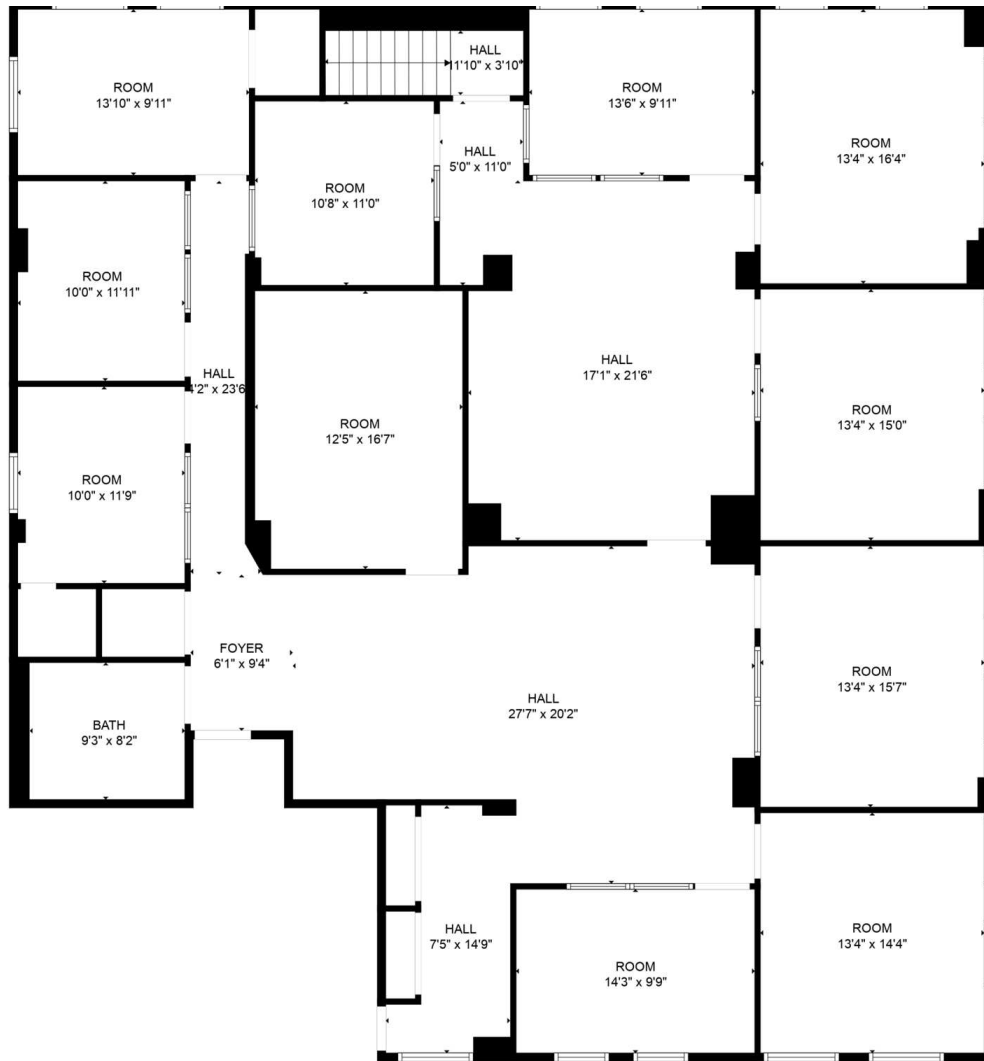 HALL
11'10" x 3'10"
ROOM
13'10" x 9'11"
ROOM
13'6" x 9'11"
ROOM
13'4" x 16'4"
HALL
5'0" x 11'0"
ROOM
10'8" x 11'0"
ROOM
10'0" x 11'11"
HALL
17'1" x 21'6"
HALL
4'2" x 23'6
ROOM
12'5" x 16'7"
ROOM
13'4" x 15'0"
ROOM
10'0" x 11'9"
FOYER
6'1" x 9'4"
ROOM
13'4" x 15'7"
HALL
27'7" x 20'2"
BATH
9'3" x 8'2"
HALL
7'5" x 14'9"
ROOM
13'4" x 14'4"
ROOM
14'3" x 9'9"